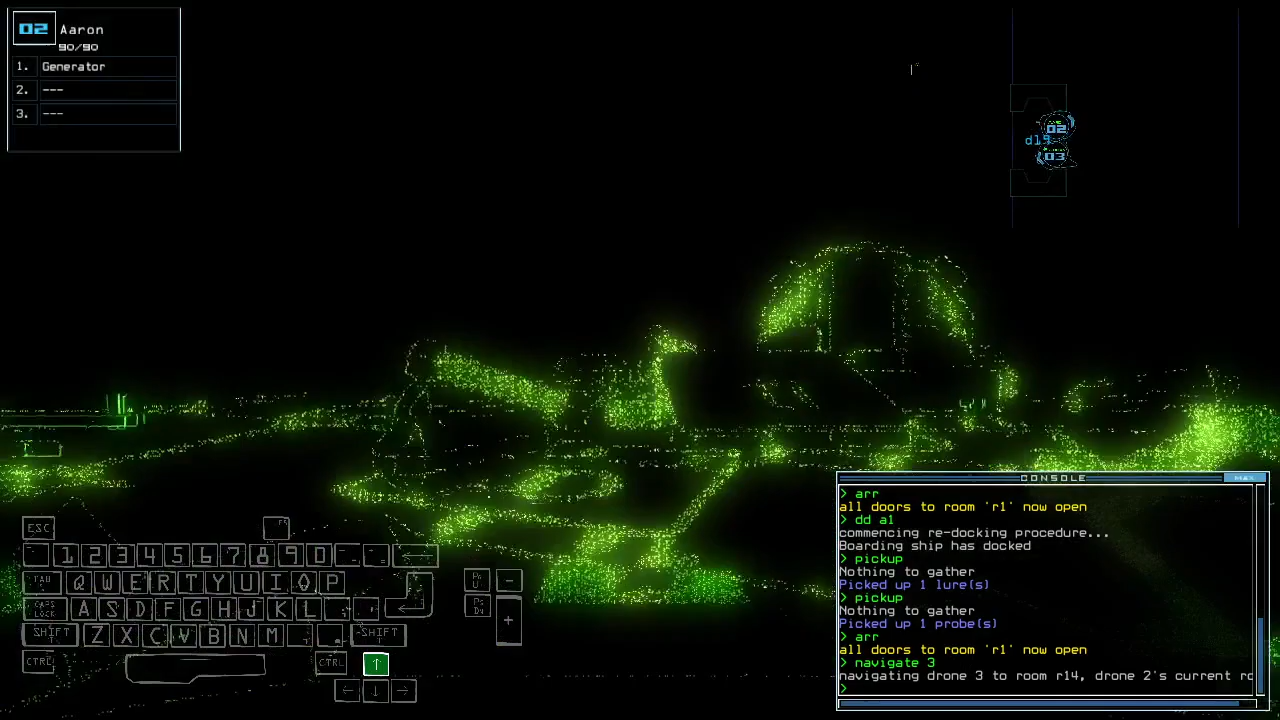 02 Aaron
90/90
1. Generator
2. ---
3. ---
02
d19
03
CONSOLE
MAX
> arr
all doors to room 'r1' now open
> dd a1
commencing re-docking procedure...
Boarding ship has docked
> pickup
Nothing to gather
Picked up 1 lure(s)
> pickup
Nothing to gather
Picked up 1 probe(s)
> arr
all doors to room 'r1' now open
> navigate 3
navigating drone 3 to room r14, drone 2's current ro
>
ESC
F5
1 2 3 4 5 6 7 8 9 0 - =
TAB Q W E R T Y U I O P
CAPS LOCK A S D F G H J K L ; '
SHIFT Z X C V B N M . SHIFT
CTRL CTRL ↑
← ↓ →
- 
+